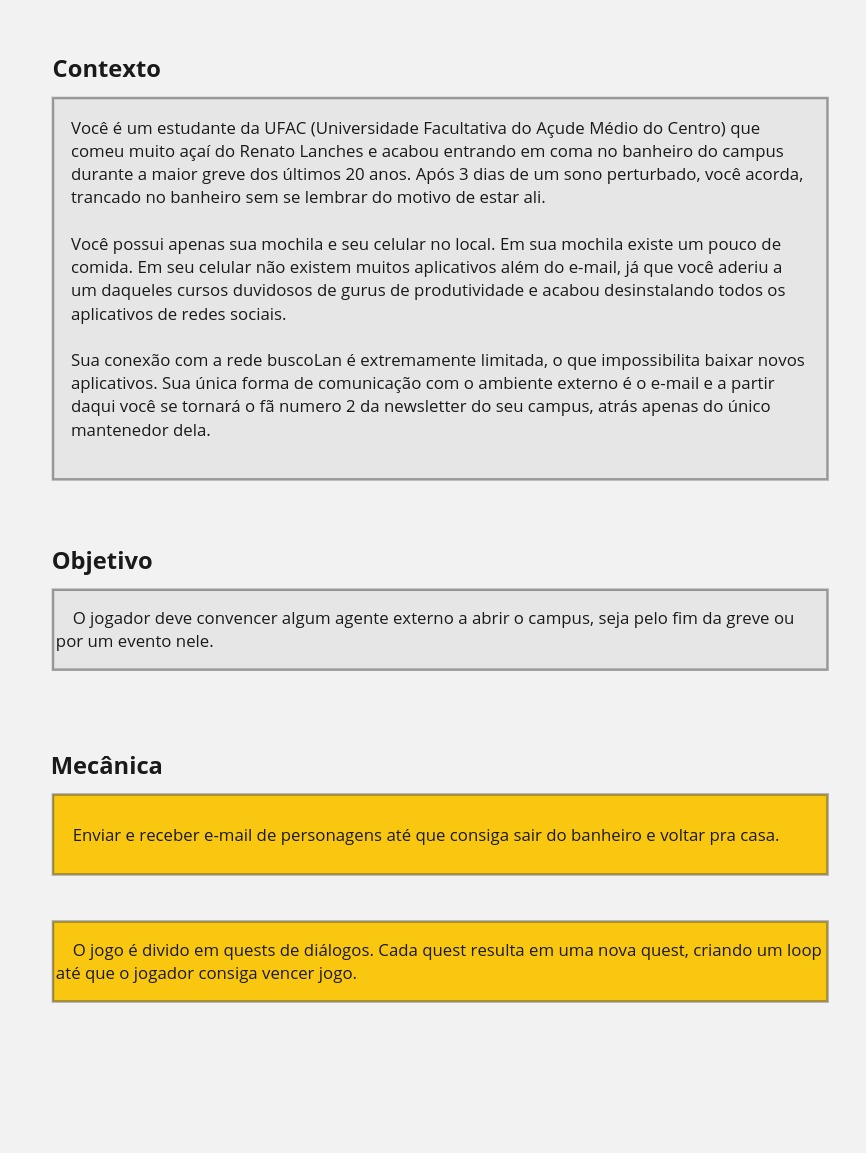 Contexto
Você é um estudante da UFAC (Universidade Facultativa do Açude Médio do Centro) que
comeu muito açaí do Renato Lanches e acabou entrando em coma no banheiro do campus
durante a maior greve dos últimos 20 anos. Após 3 dias de um sono perturbado, você acorda,
trancado no banheiro sem se lembrar do motivo de estar ali.
Você possui apenas sua mochila e seu celular no local. Em sua mochila existe um pouco de
comida. Em seu celular não existem muitos aplicativos além do e-mail, já que você aderiu a
um daqueles cursos duvidosos de gurus de produtividade e acabou desinstalando todos os
aplicativos de redes sociais.
Sua conexão com a rede buscoLan é extremamente limitada, o que impossibilita baixar novos
aplicativos. Sua única forma de comunicação com o ambiente externo é o e-mail e a partir
daqui você se tornará o fã numero 2 da newsletter do seu campus, atrás apenas do único
mantenedor dela.
Objetivo
O jogador deve convencer algum agente externo a abrir o campus, seja pelo fim da greve ou
por um evento nele.
Mecânica
Enviar e receber e-mail de personagens até que consiga sair do banheiro e voltar pra casa.
O jogo é divido em quests de diálogos. Cada quest resulta em uma nova quest, criando um loop
até que o jogador consiga vencer jogo.